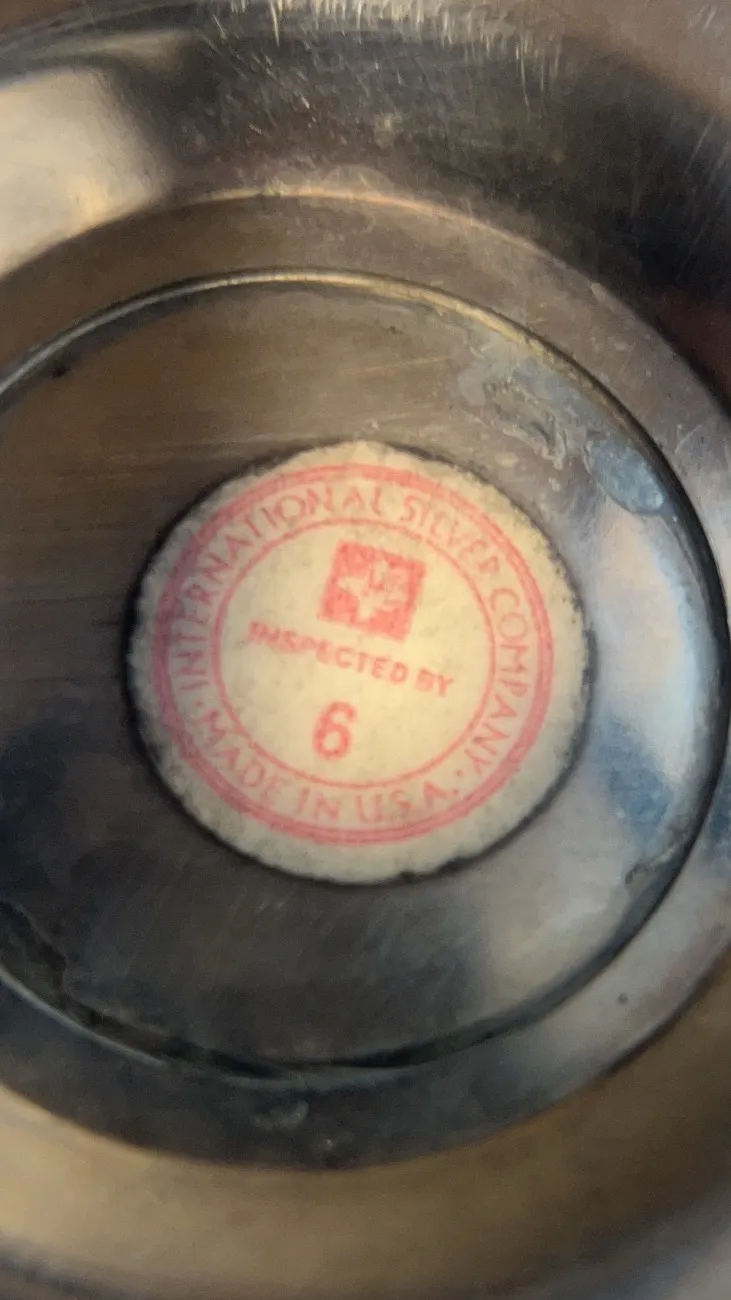 · INTERNATIONAL SILVER COMPANY ·
INSPECTED BY
6
MADE IN U.S.A.